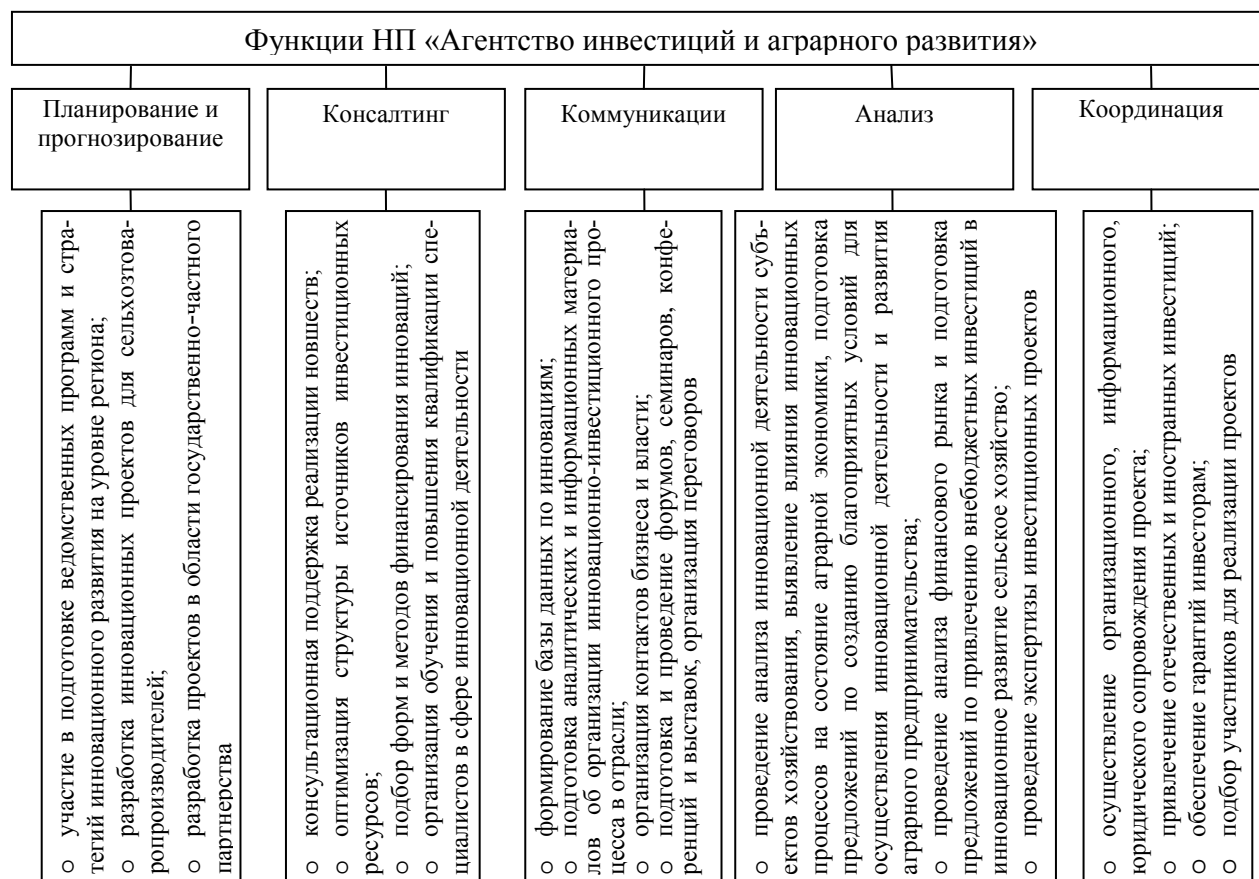 Функции НП «Агентство инвестиций и аграрного развития»
Планирование и
прогнозирование
Консалтинг
Коммуникации
Анализ
Координация
○ участие в подготовке ведомственных программ и стра-
тегий инновационного развития на уровне региона;
○ разработка инновационных проектов для сельхозтова-
ропроизводителей;
○ разработка проектов в области государственно-частного
партнерства
○ консультационная поддержка реализации новшеств;
○ оптимизация структуры источников инвестиционных
ресурсов;
○ подбор форм и методов финансирования инноваций;
○ организация обучения и повышения квалификации спе-
циалистов в сфере инновационной деятельности
○ формирование базы данных по инновациям;
○ подготовка аналитических и информационных материа-
лов об организации инновационно-инвестиционного про-
цесса в отрасли;
○ организация контактов бизнеса и власти;
○ подготовка и проведение форумов, семинаров, конфе-
ренций и выставок, организация переговоров
○ проведение анализа инновационной деятельности субъ-
ектов хозяйствования, выявление влияния инновационных
процессов на состояние аграрной экономики, подготовка
предложений по созданию благоприятных условий для
осуществления инновационной деятельности и развития
аграрного предпринимательства;
○ проведение анализа финансового рынка и подготовка
предложений по привлечению внебюджетных инвестиций в
инновационное развитие сельское хозяйство;
○ проведение экспертизы инвестиционных проектов
○ осуществление организационного, информационного,
юридического сопровождения проекта;
○ привлечение отечественных и иностранных инвестиций;
○ обеспечение гарантий инвесторам;
○ подбор участников для реализации проектов